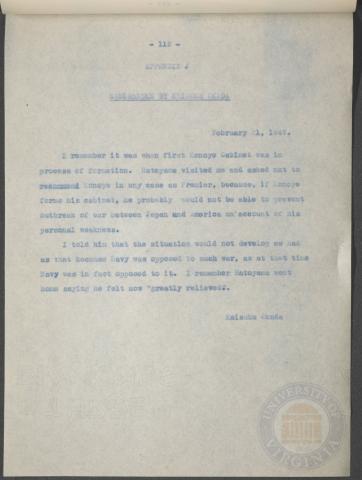 - 112 -
APPENDIX J
MEMORANDUM BY KEISUKE OKADA
February 21, 1947.
I remember it was when first Konoye Cabinet was in
process of formation. Hatoyama visited me and asked not to
recommend Konoye in any case as Premier, because, if Konoye
forms his cabinet, he probably would not be able to prevent
outbreak of war between Japan and America on account of his
personal weakness.
I told him that the situation would not develop so bad
as that because Navy was opposed to such war, as at that time
Navy was in fact opposed to it. I remember Hatoyama went
home saying he felt now "greatly relieved".
Keisuke Okada
UNIVERSITY OF VIRGINIA